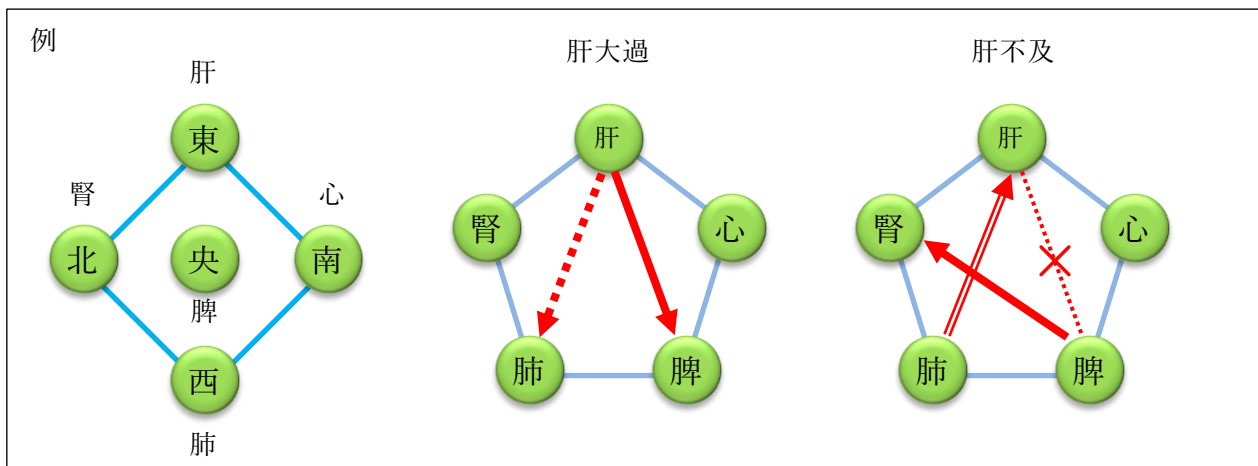 例
肝
東
腎
心
北
央
南
脾
西
肺
肝大過
肝
腎
心
肺
脾
肝不及
肝
腎
心
肺
脾